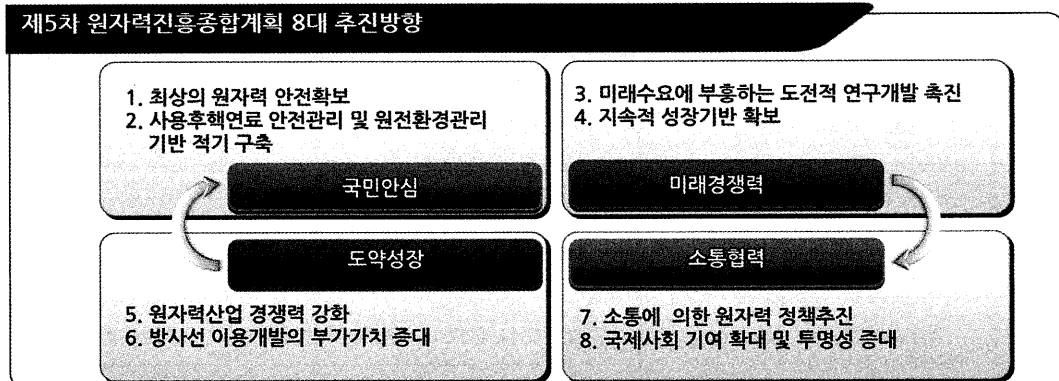 제5차 원자력진흥종합계획 8대 추진방향
1. 최상의 원자력 안전확보
2. 사용후핵연료 안전관리 및 원전환경관리
기반 적기 구축
국민안심
3. 미래수요에 부흥하는 도전적 연구개발 촉진
4. 지속적 성장기반 확보
미래경쟁력
도약성장
5. 원자력산업 경쟁력 강화
6. 방사선 이용개발의 부가가치 증대
소통협력
7. 소통에 의한 원자력 정책추진
8. 국제사회 기여 확대 및 투명성 증대